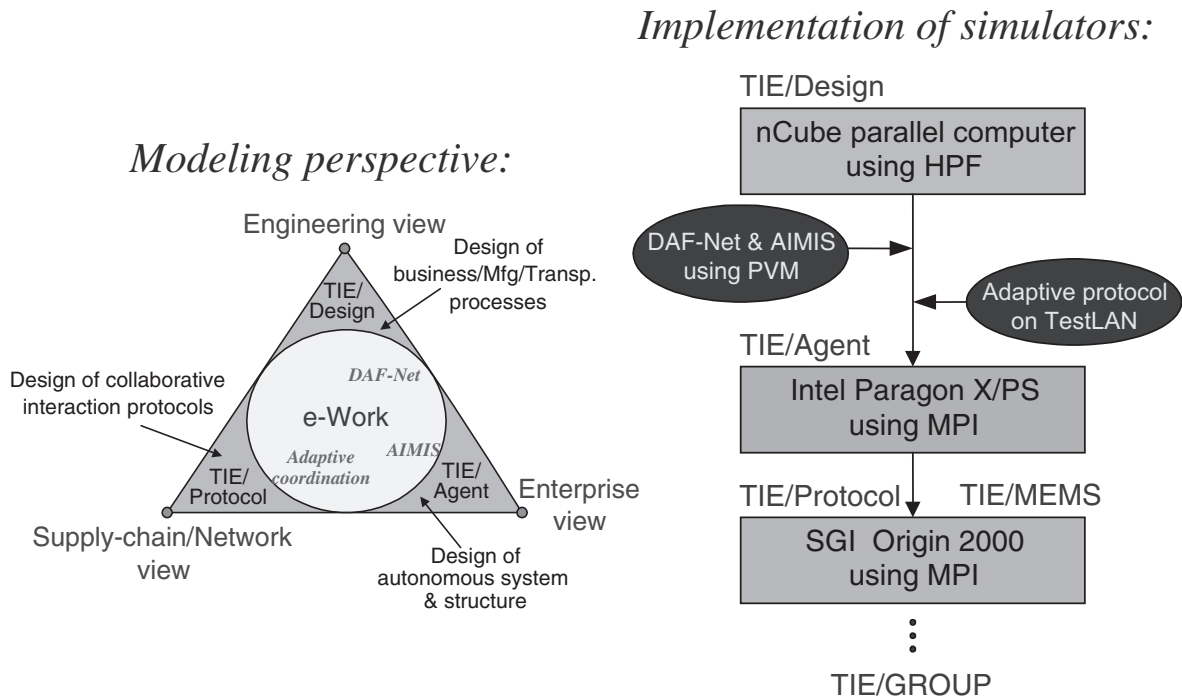 Modeling perspective:
Engineering view
Design of
business/Mfg/Transp.
processes
TIE/
Design
Design of collaborative
interaction protocols
DAF-Net
e-Work
AIMIS
Adaptive
coordination
TIE/
Protocol
TIE/
Agent
Supply-chain/Network
view
Enterprise
view
Design of
autonomous system
& structure
Implementation of simulators:
TIE/Design
nCube parallel computer
using HPF
DAF-Net & AIMIS
using PVM
Adaptive protocol
on TestLAN
TIE/Agent
Intel Paragon X/PS
using MPI
TIE/Protocol
TIE/MEMS
SGI Origin 2000
using MPI
TIE/GROUP